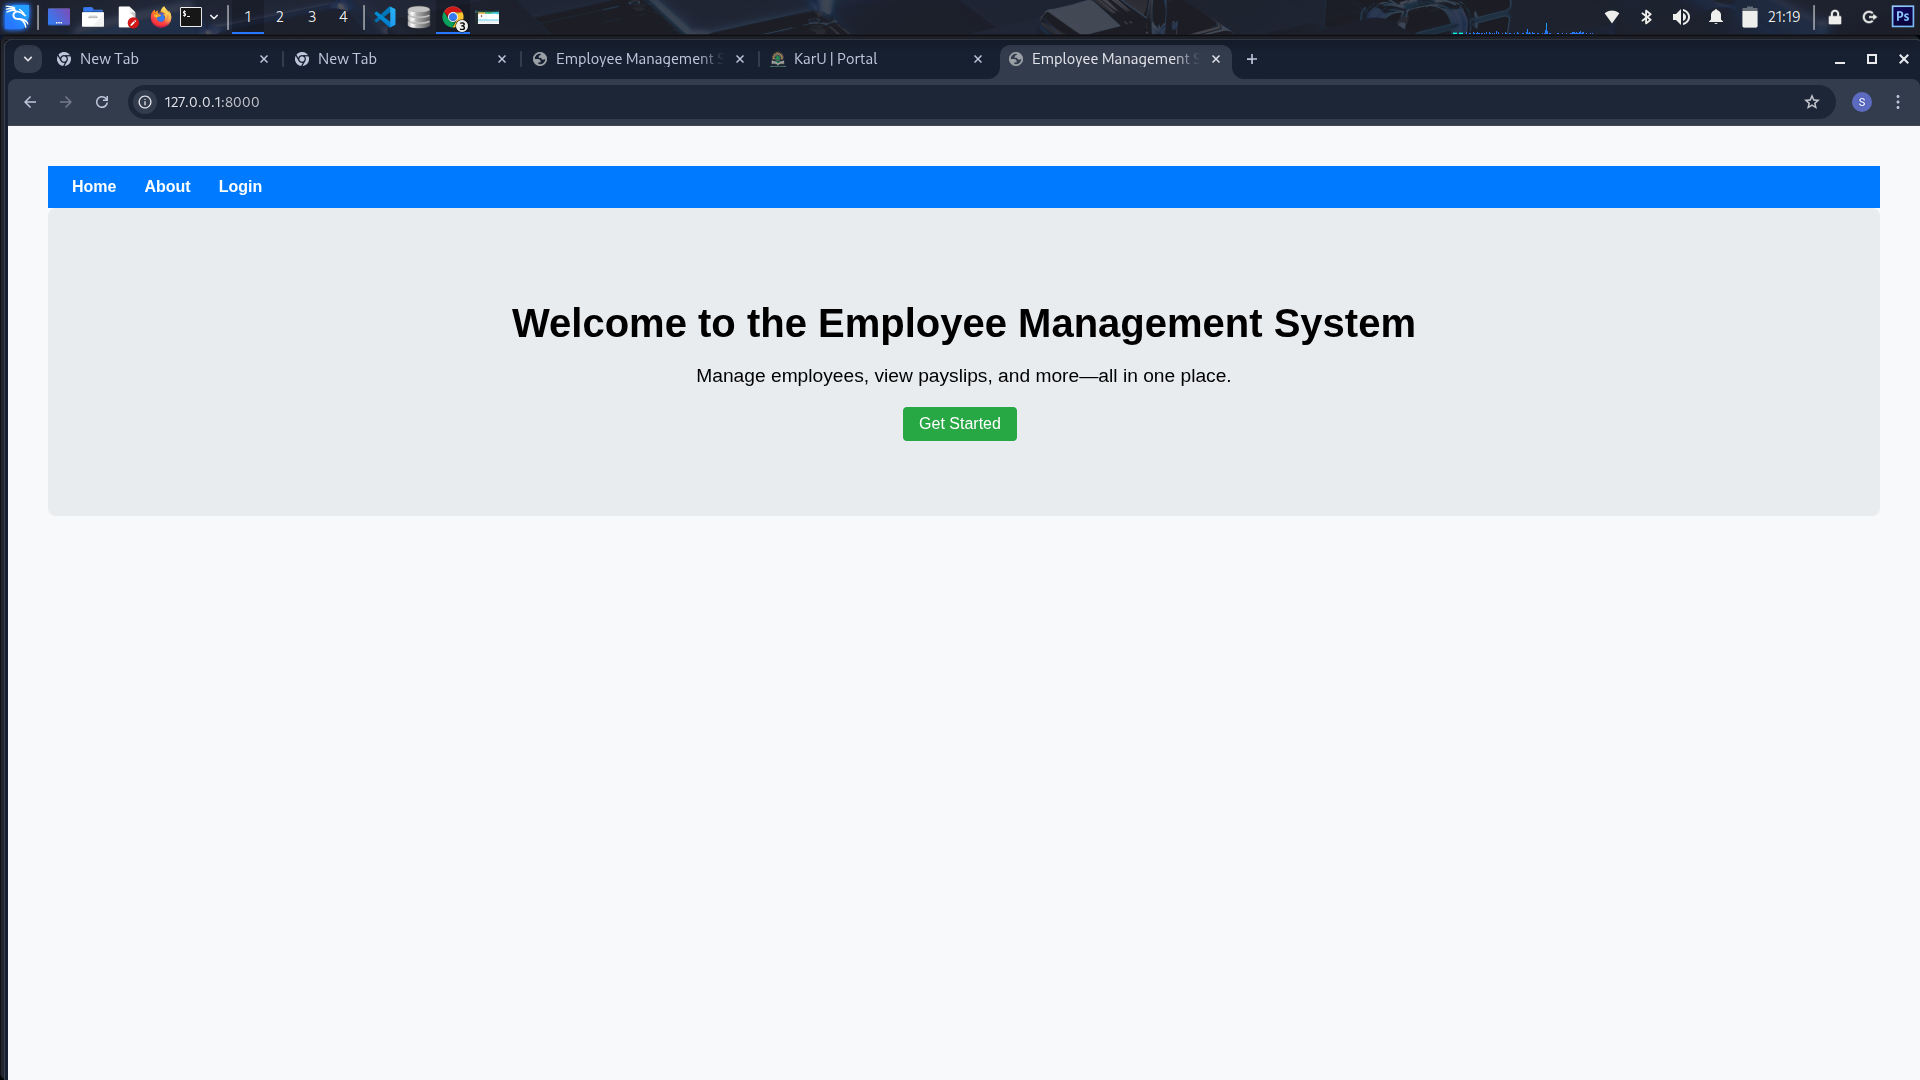 1 2 3 4
3
21:19
Ps
New Tab
New Tab
Employee Management S
KarU | Portal
Employee Management S
127.0.0.1:8000
S
Home About Login
Welcome to the Employee Management System
Manage employees, view payslips, and more—all in one place.
Get Started